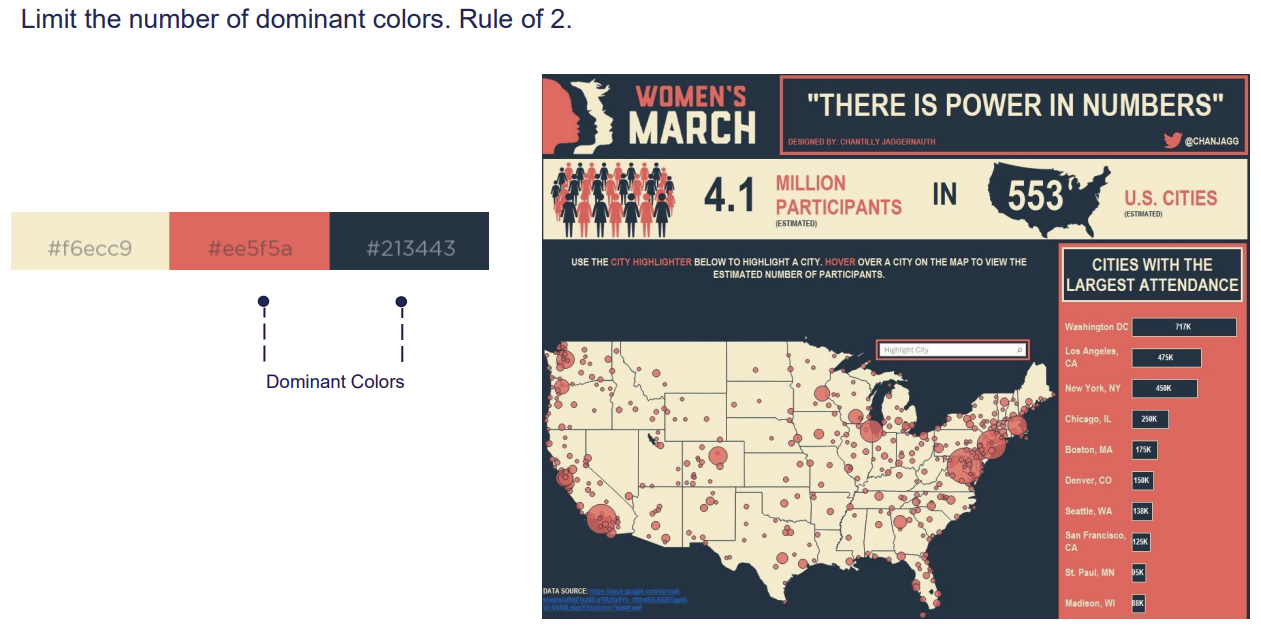 Limit the number of dominant colors. Rule of 2.
#f6ecc9
#ee5f5a
#213443
Dominant Colors
WOMEN'S
MARCH
"THERE IS POWER IN NUMBERS"
DESIGNED BY: CHANTILLY JAGGERNAUTH
@CHANJAGG
4.1
MILLION
PARTICIPANTS
(ESTIMATED)
IN
553
U.S. CITIES
(ESTIMATED)
USE THE CITY HIGHLIGHTER BELOW TO HIGHLIGHT A CITY. HOVER OVER A CITY ON THE MAP TO VIEW THE
ESTIMATED NUMBER OF PARTICIPANTS.
Highlight City
CITIES WITH THE
LARGEST ATTENDANCE
Washington DC 717K
Los Angeles,
CA 475K
New York, NY 450K
Chicago, IL 250K
Boston, MA 175K
Denver, CO 150K
Seattle, WA 138K
San Francisco,
CA 125K
St. Paul, MN 95K
Madison, WI 88K
DATA SOURCE: